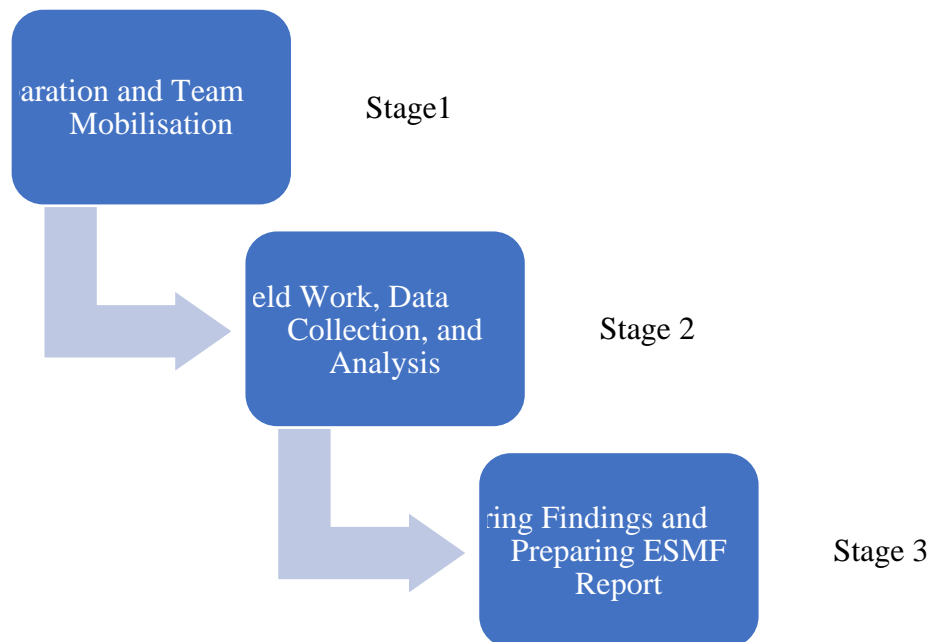 aration and Team
Mobilisation
Stage1
eld Work, Data
Collection, and
Analysis
Stage 2
ring Findings and
Preparing ESMF
Report
Stage 3